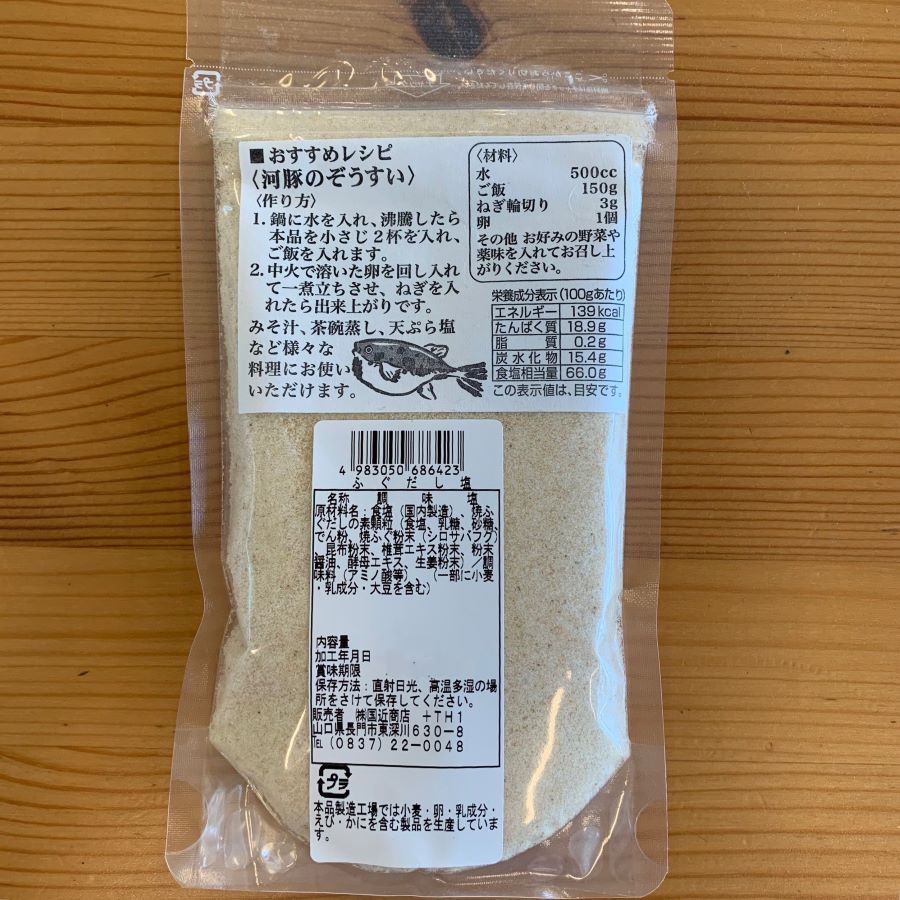 プラ
■おすすめレシピ
〈河豚のぞうすい〉
〈作り方〉
1. 鍋に水を入れ、沸騰したら
本品を小さじ2杯を入れ、
ご飯を入れます。
2. 中火で溶いた卵を回し入れ
て一煮立ちさせ、ねぎを入
れたら出来上がりです。
みそ汁、茶碗蒸し、天ぷら塩
など様々な
料理にお使い
いただけます。
〈材料〉
水 500cc
ご飯 150g
ねぎ輪切り 3g
卵 1個
その他 お好みの野菜や
薬味を入れてお召し上
がりください。
栄養成分表示(100gあたり)
エネルギー 139kcal
たんぱく質 18.9g
脂質 0.2g
炭水化物 15.4g
食塩相当量 66.0g
この表示値は、目安です。
4 983050 686423
ふぐだし塩
名称 調味塩
原材料名:食塩(国内製造)、焼ふ
ぐだしの素顆粒(食塩、乳糖、砂糖、
でん粉、焼ふぐ粉末(シロサバフグ)
、昆布粉末、椎茸エキス粉末、粉末
醤油、酵母エキス、生姜粉末)/調
味料(アミノ酸等)、(一部に小麦
・乳成分・大豆を含む)
内容量
加工年月日
賞味期限
保存方法:直射日光、高温多湿の場
所をさけて保存してください。
販売者 ㈱国近商店 +TH1
山口県長門市東深川630-8
TEL(0837)22-0048
プラ
本品製造工場では小麦・卵・乳成分・
えび・かにを含む製品を生産していま
す。